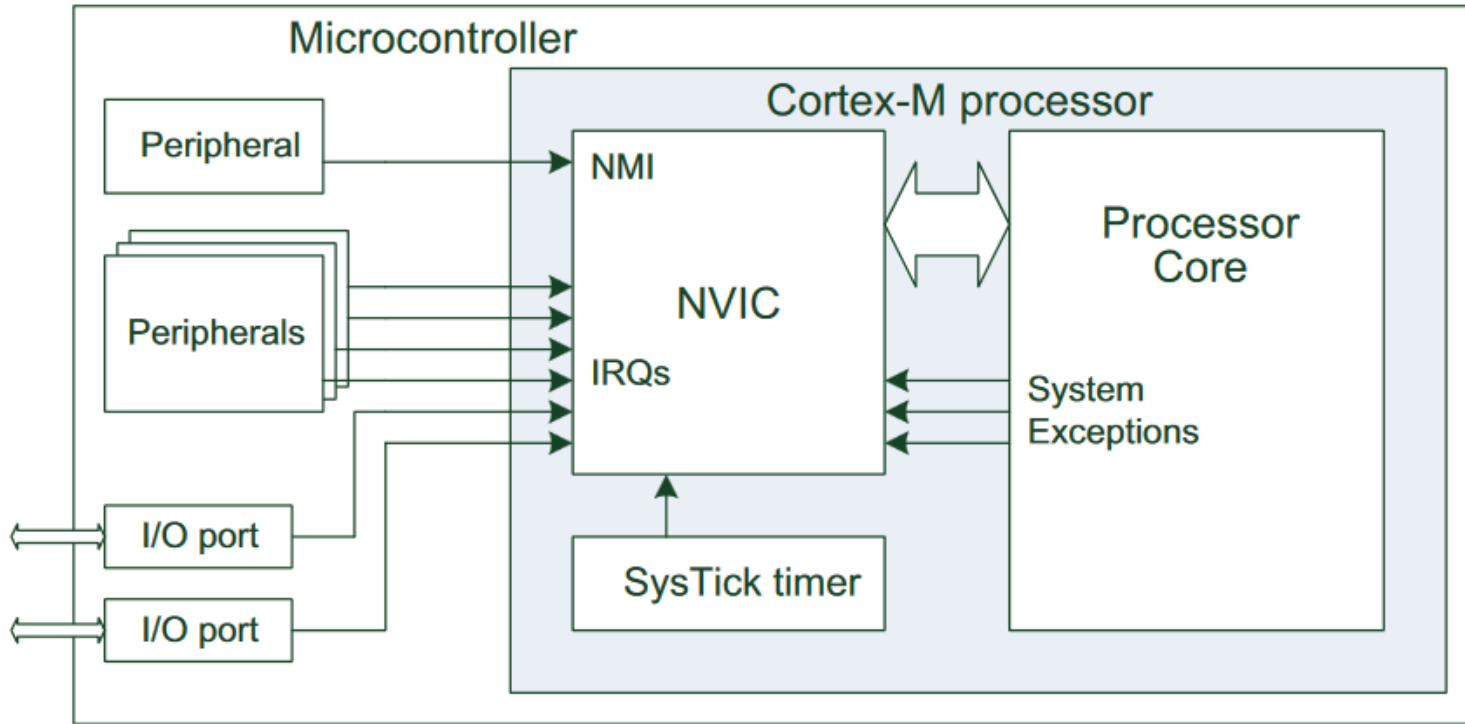 Microcontroller
Cortex-M processor
Peripheral
NMI
Processor
Core
NVIC
Peripherals
IRQs
System
Exceptions
I/O port
SysTick timer
I/O port